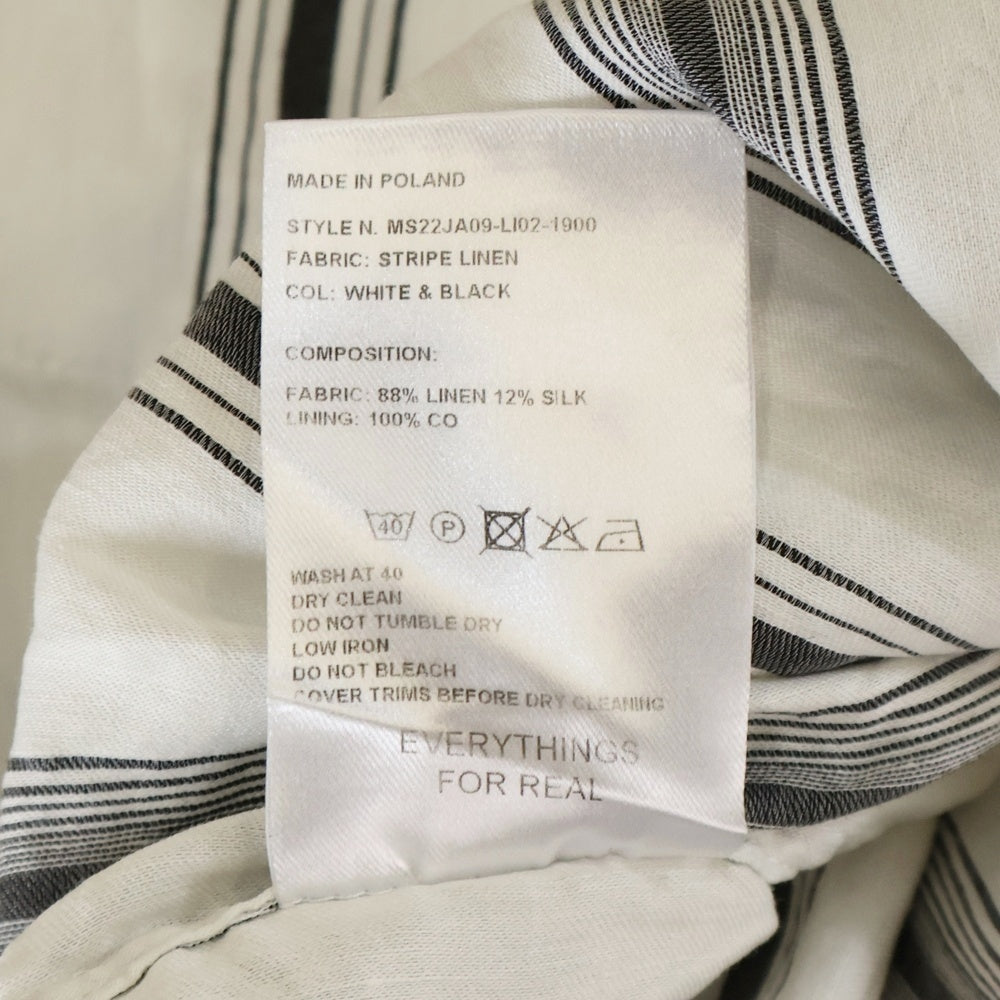 MADE IN POLAND
STYLE N. MS22JA09-LI02-1900
FABRIC: STRIPE LINEN
COL: WHITE & BLACK
COMPOSITION:
FABRIC: 88% LINEN 12% SILK
LINING: 100% CO
40 P
WASH AT 40
DRY CLEAN
DO NOT TUMBLE DRY
LOW IRON
DO NOT BLEACH
COVER TRIMS BEFORE DRY CLEANING
EVERYTHINGS
FOR REAL